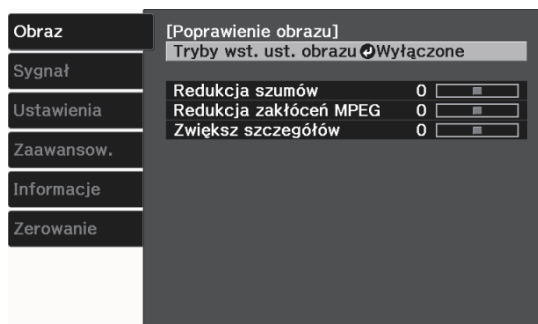 Obraz
Sygnał
Ustawienia
Zaawansow.
Informacje
Zerowanie
[Poprawienie obrazu]
Tryby wst. ust. obrazu Wyłączone
Redukcja szumów 0
Redukcja zakłóceń MPEG 0
Zwiększ szczegółów 0